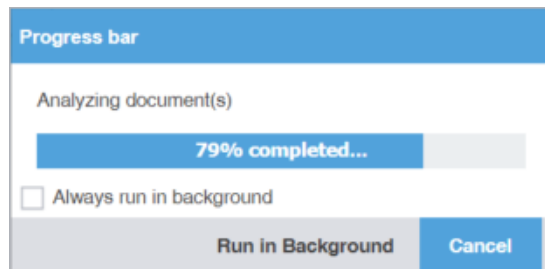 Progress bar
Analyzing document(s)
79% completed...
Always run in background
Run in Background Cancel